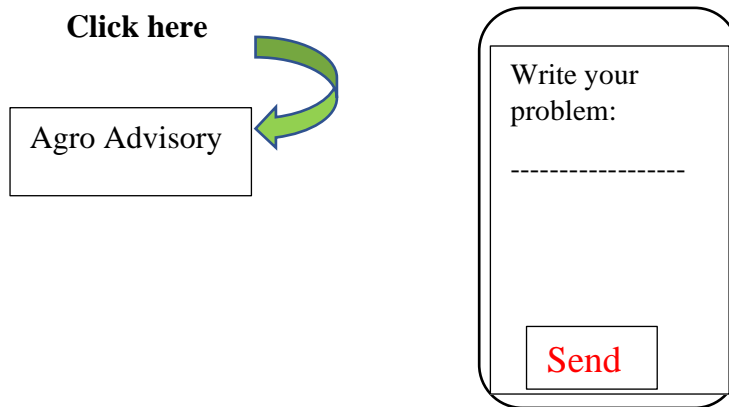 Click here
Agro Advisory
Write your
problem:
------------------
Send